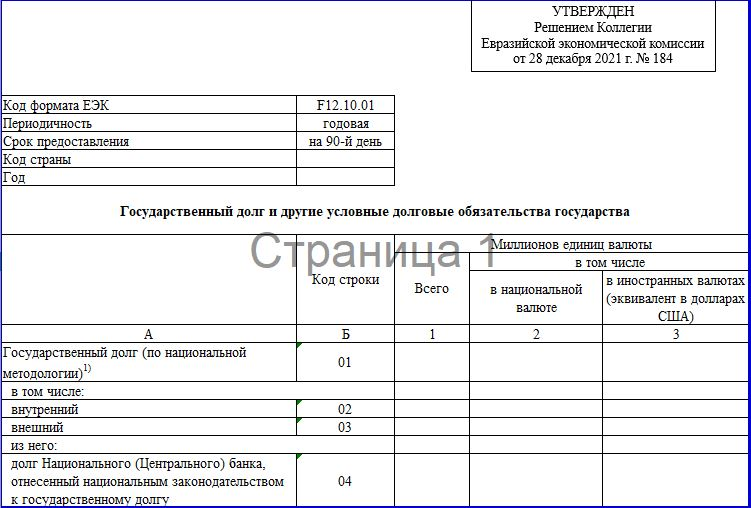 УТВЕРЖДЕН
Решением Коллегии
Евразийской экономической комиссии
от 28 декабря 2021 г. № 184
Код формата ЕЭК F12.10.01
Периодичность годовая
Срок предоставления на 90-й день
Код страны
Год
Государственный долг и другие условные долговые обязательства государства
Страница 1
Код строки
Миллионов единиц валюты
Всего
в том числе
в национальной
валюте
в иностранных валютах
(эквивалент в долларах
США)
А Б 1 2 3
Государственный долг (по национальной
методологии)1) 01
в том числе:
внутренний 02
внешний 03
из него:
долг Национального (Центрального) банка,
отнесенный национальным законодательством 04
к государственному долгу